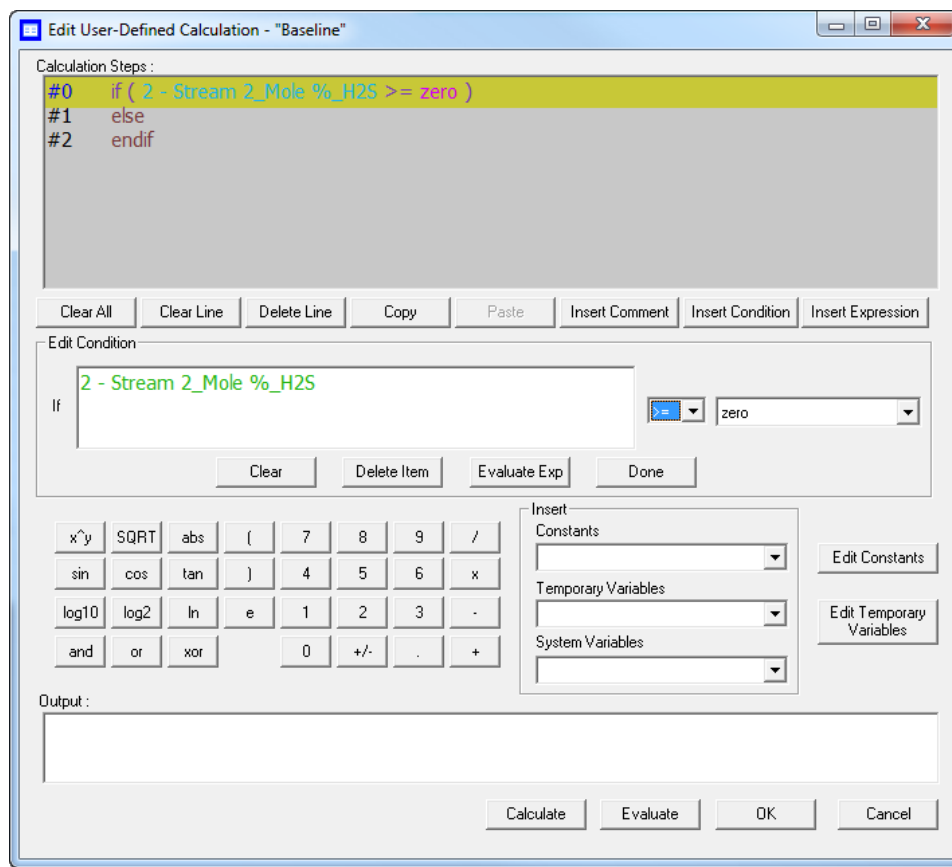 Edit User-Defined Calculation - "Baseline"
Calculation Steps :
#0 if ( 2 - Stream 2_Mole %_H2S >= zero )
#1 else
#2 endif
Clear All Clear Line Delete Line Copy Paste Insert Comment Insert Condition Insert Expression
Edit Condition
2 - Stream 2_Mole %_H2S
If >= zero
Clear Delete Item Evaluate Exp Done
Insert
Constants
x^y SQRT abs ( 7 8 9 /
Edit Constants
sin cos tan ) 4 5 6 x
Temporary Variables
log10 log2 ln e 1 2 3 -
Edit Temporary
Variables
System Variables
and or xor 0 +/- . +
Output :
Calculate Evaluate OK Cancel